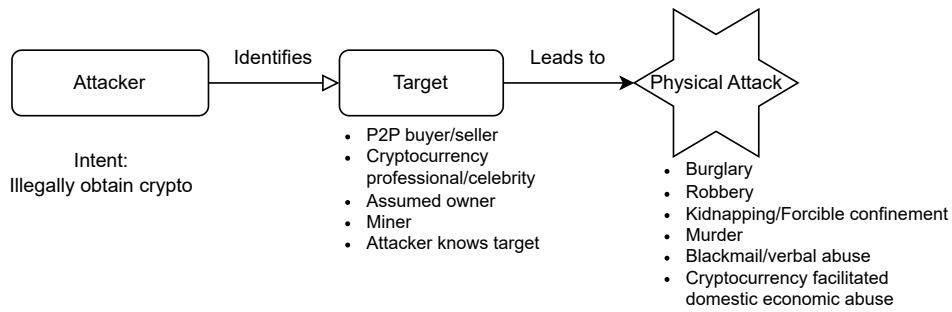 Attacker
Identifies
Target
Leads to
Physical Attack
Intent:
Illegally obtain crypto
• P2P buyer/seller
• Cryptocurrency
professional/celebrity
• Assumed owner
• Miner
• Attacker knows target
• Burglary
• Robbery
• Kidnapping/Forcible confinement
• Murder
• Blackmail/verbal abuse
• Cryptocurrency facilitated
domestic economic abuse